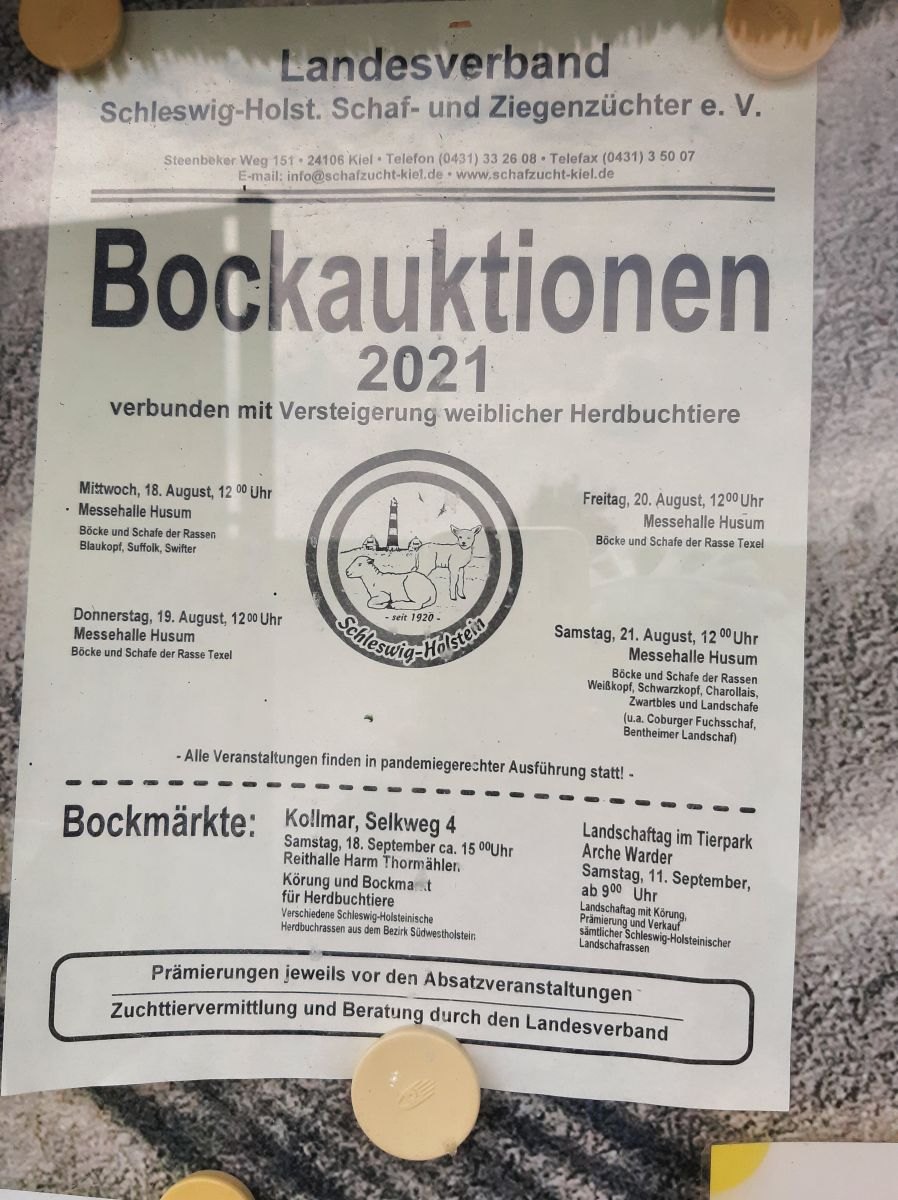 Landesverband
Schleswig-Holst. Schaf- und Ziegenzüchter e. V.
Steenbeker Weg 151 • 24106 Kiel • Telefon (0431) 33 26 08 • Telefax (0431) 3 50 07
E-mail: info@schafzucht-kiel.de • www.schafzucht-kiel.de
Bockauktionen
2021
verbunden mit Versteigerung weiblicher Herdbuchtiere
Mittwoch, 18. August, 12 00 Uhr
Messehalle Husum
Böcke und Schafe der Rassen
Blaukopf, Suffolk, Swifter
Donnerstag, 19. August, 12 00 Uhr
Messehalle Husum
Böcke und Schafe der Rasse Texel
- seit 1920 -
Schleswig-Holstein
Freitag, 20. August, 12 00 Uhr
Messehalle Husum
Böcke und Schafe der Rasse Texel
Samstag, 21. August, 12 00 Uhr
Messehalle Husum
Böcke und Schafe der Rassen
Weißkopf, Schwarzkopf, Charollais,
Zwartbles und Landschafe
(u.a. Coburger Fuchsschaf,
Bentheimer Landschaf)
- Alle Veranstaltungen finden in pandemiegerechter Ausführung statt! -
Bockmärkte:
Kollmar, Selkweg 4
Samstag, 18. September ca. 15 00 Uhr
Reithalle Harm Thormählen
Körung und Bockmarkt
für Herdbuchtiere
Verschiedene Schleswig-Holsteinische
Herdbuchrassen aus dem Bezirk Südwestholstein
Landschaftag im Tierpark
Arche Warder
Samstag, 11. September,
ab 9 00 Uhr
Landschaftag mit Körung,
Prämierung und Verkauf
sämtlicher Schleswig-Holsteinischer
Landschafrassen
Prämierungen jeweils vor den Absatzveranstaltungen
Zuchttiervermittlung und Beratung durch den Landesverband